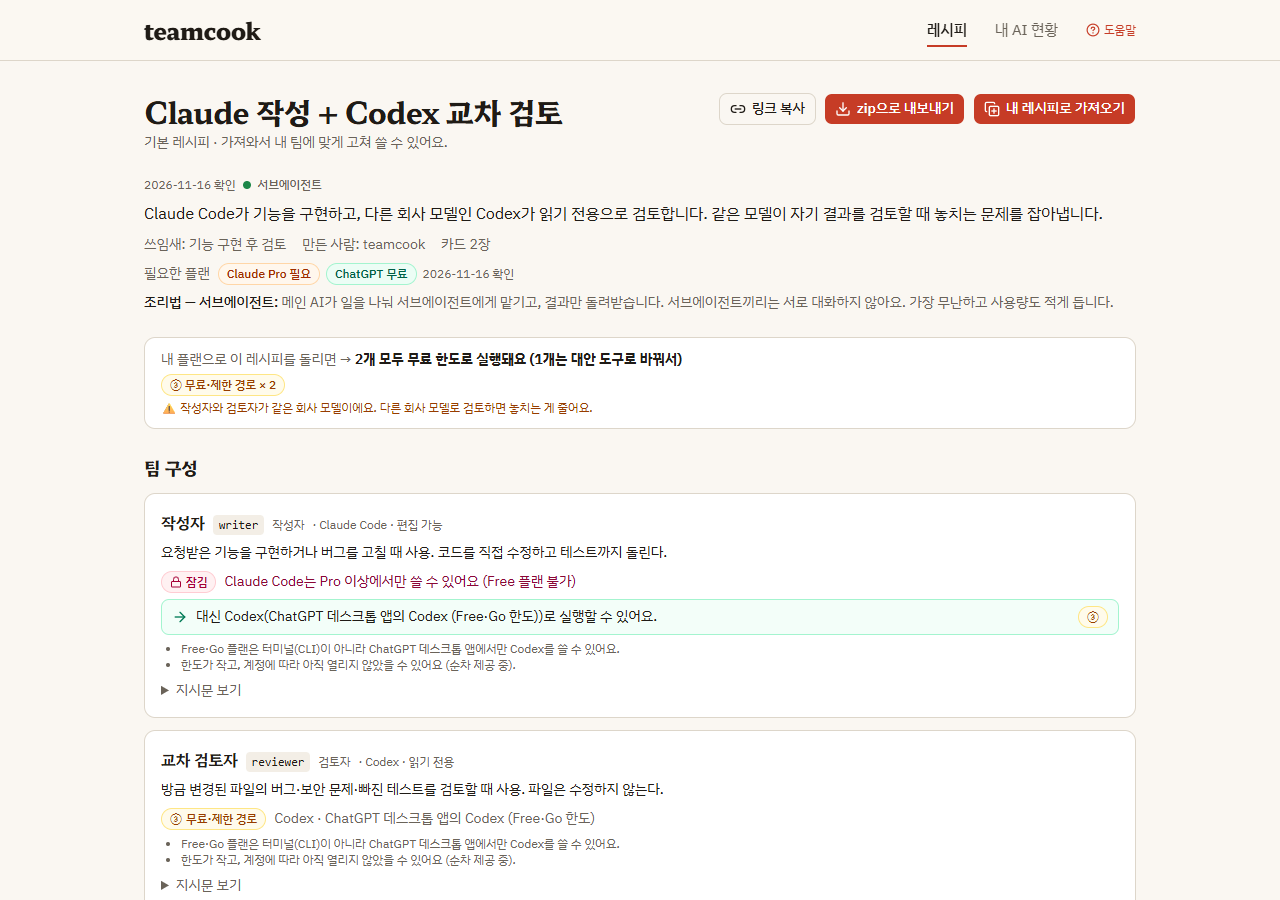 teamcook
레시피
내 AI 현황
도움말
Claude 작성 + Codex 교차 검토
링크 복사
zip으로 내보내기
내 레시피로 가져오기
기본 레시피 · 가져와서 내 팀에 맞게 고쳐 쓸 수 있어요.
2026-11-16 확인 ● 서브에이전트
Claude Code가 기능을 구현하고, 다른 회사 모델인 Codex가 읽기 전용으로 검토합니다. 같은 모델이 자기 결과를 검토할 때 놓치는 문제를 잡아냅니다.
쓰임새: 기능 구현 후 검토 만든 사람: teamcook 카드 2장
필요한 플랜 Claude Pro 필요 ChatGPT 무료 2026-11-16 확인
조리법 — 서브에이전트: 메인 AI가 일을 나눠 서브에이전트에게 맡기고, 결과만 돌려받습니다. 서브에이전트끼리는 서로 대화하지 않아요. 가장 무난하고 사용량도 적게 듭니다.
내 플랜으로 이 레시피를 돌리면 → 2개 모두 무료 한도로 실행돼요 (1개는 대안 도구로 바꿔서)
③ 무료·제한 경로 × 2
⚠ 작성자와 검토자가 같은 회사 모델이에요. 다른 회사 모델로 검토하면 놓치는 게 줄어요.
팀 구성
작성자 writer 작성자 · Claude Code · 편집 가능
요청받은 기능을 구현하거나 버그를 고칠 때 사용. 코드를 직접 수정하고 테스트까지 돌린다.
잠김 Claude Code는 Pro 이상에서만 쓸 수 있어요 (Free 플랜 불가)
→ 대신 Codex(ChatGPT 데스크톱 앱의 Codex (Free·Go 한도))로 실행할 수 있어요. ③
• Free·Go 플랜은 터미널(CLI)이 아니라 ChatGPT 데스크톱 앱에서만 Codex를 쓸 수 있어요.
• 한도가 작고, 계정에 따라 아직 열리지 않았을 수 있어요 (순차 제공 중).
▶ 지시문 보기
교차 검토자 reviewer 검토자 · Codex · 읽기 전용
방금 변경된 파일의 버그·보안 문제·빠진 테스트를 검토할 때 사용. 파일은 수정하지 않는다.
③ 무료·제한 경로 Codex · ChatGPT 데스크톱 앱의 Codex (Free·Go 한도)
• Free·Go 플랜은 터미널(CLI)이 아니라 ChatGPT 데스크톱 앱에서만 Codex를 쓸 수 있어요.
• 한도가 작고, 계정에 따라 아직 열리지 않았을 수 있어요 (순차 제공 중).
▶ 지시문 보기